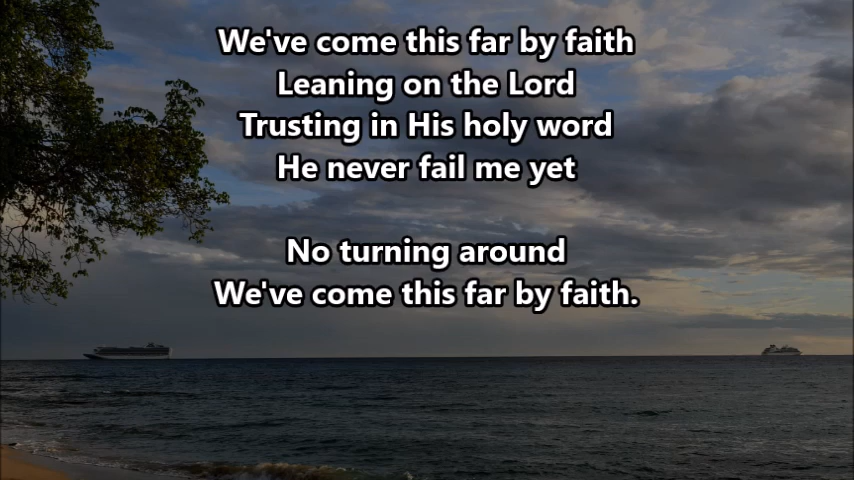 We've come this far by faith
Leaning on the Lord
Trusting in His holy word
He never fail me yet
No turning around
We've come this far by faith.